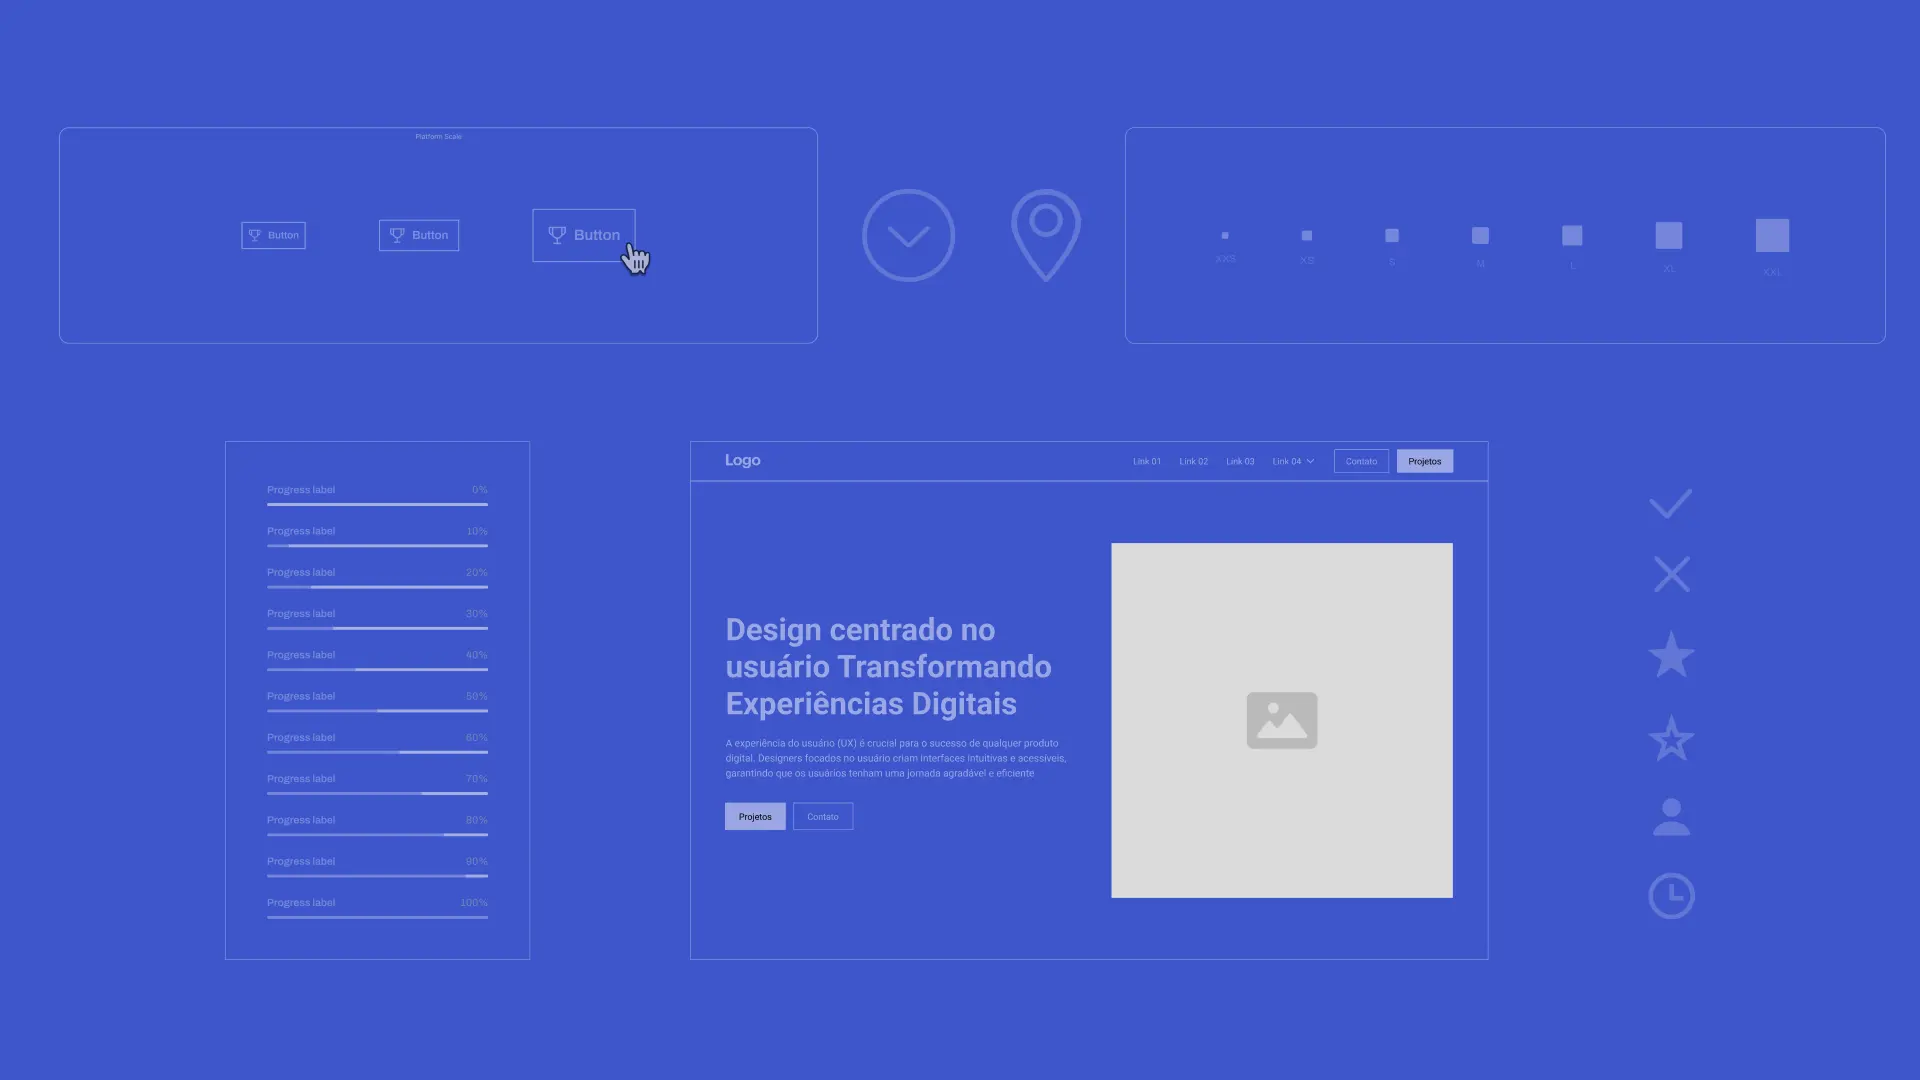 Platform Scale
Button
Button
Button
XXS
XS
S
M
L
XL
XXL
Progress label 0%
Progress label 10%
Progress label 20%
Progress label 30%
Progress label 40%
Progress label 50%
Progress label 60%
Progress label 70%
Progress label 80%
Progress label 90%
Progress label 100%
Logo
Link 01
Link 02
Link 03
Link 04
Contato
Projetos
Design centrado no
usuário Transformando
Experiências Digitais
A experiência do usuário (UX) é crucial para o sucesso de qualquer produto
digital. Designers focados no usuário criam interfaces intuitivas e acessíveis,
garantindo que os usuários tenham uma jornada agradável e eficiente
Projetos
Contato